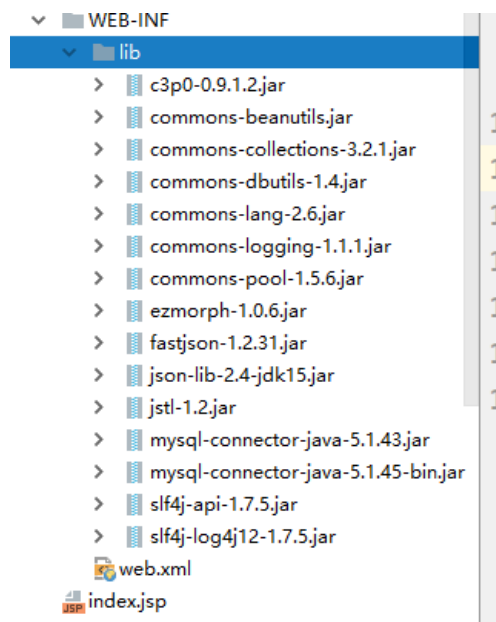 WEB-INF
lib
c3p0-0.9.1.2.jar
commons-beanutils.jar
commons-collections-3.2.1.jar
commons-dbutils-1.4.jar
commons-lang-2.6.jar
commons-logging-1.1.1.jar
commons-pool-1.5.6.jar
ezmorph-1.0.6.jar
fastjson-1.2.31.jar
json-lib-2.4-jdk15.jar
jstl-1.2.jar
mysql-connector-java-5.1.43.jar
mysql-connector-java-5.1.45-bin.jar
slf4j-api-1.7.5.jar
slf4j-log4j12-1.7.5.jar
web.xml
JSP index.jsp